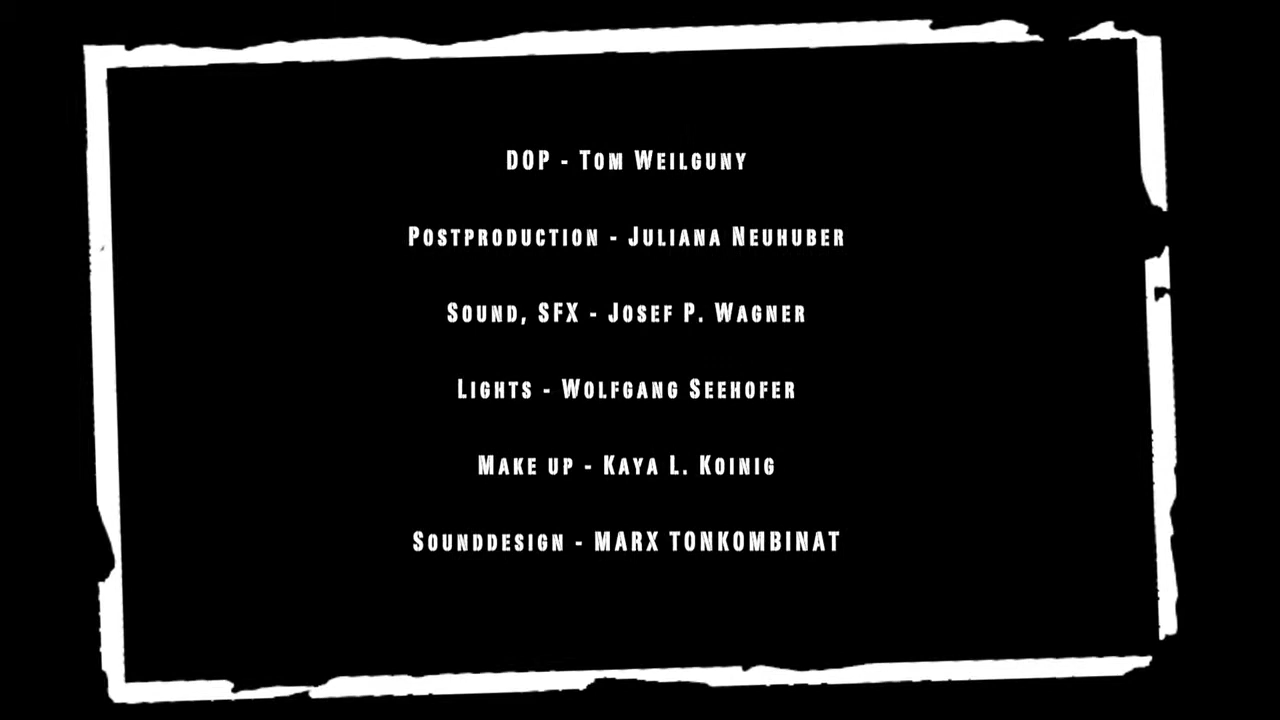 DOP - Tom Weilguny
Postproduction - Juliana Neuhuber
Sound, SFX - Josef P. Wagner
Lights - Wolfgang Seehofer
Make up - Kaya L. Koinig
Sounddesign - MARX TONKOMBINAT